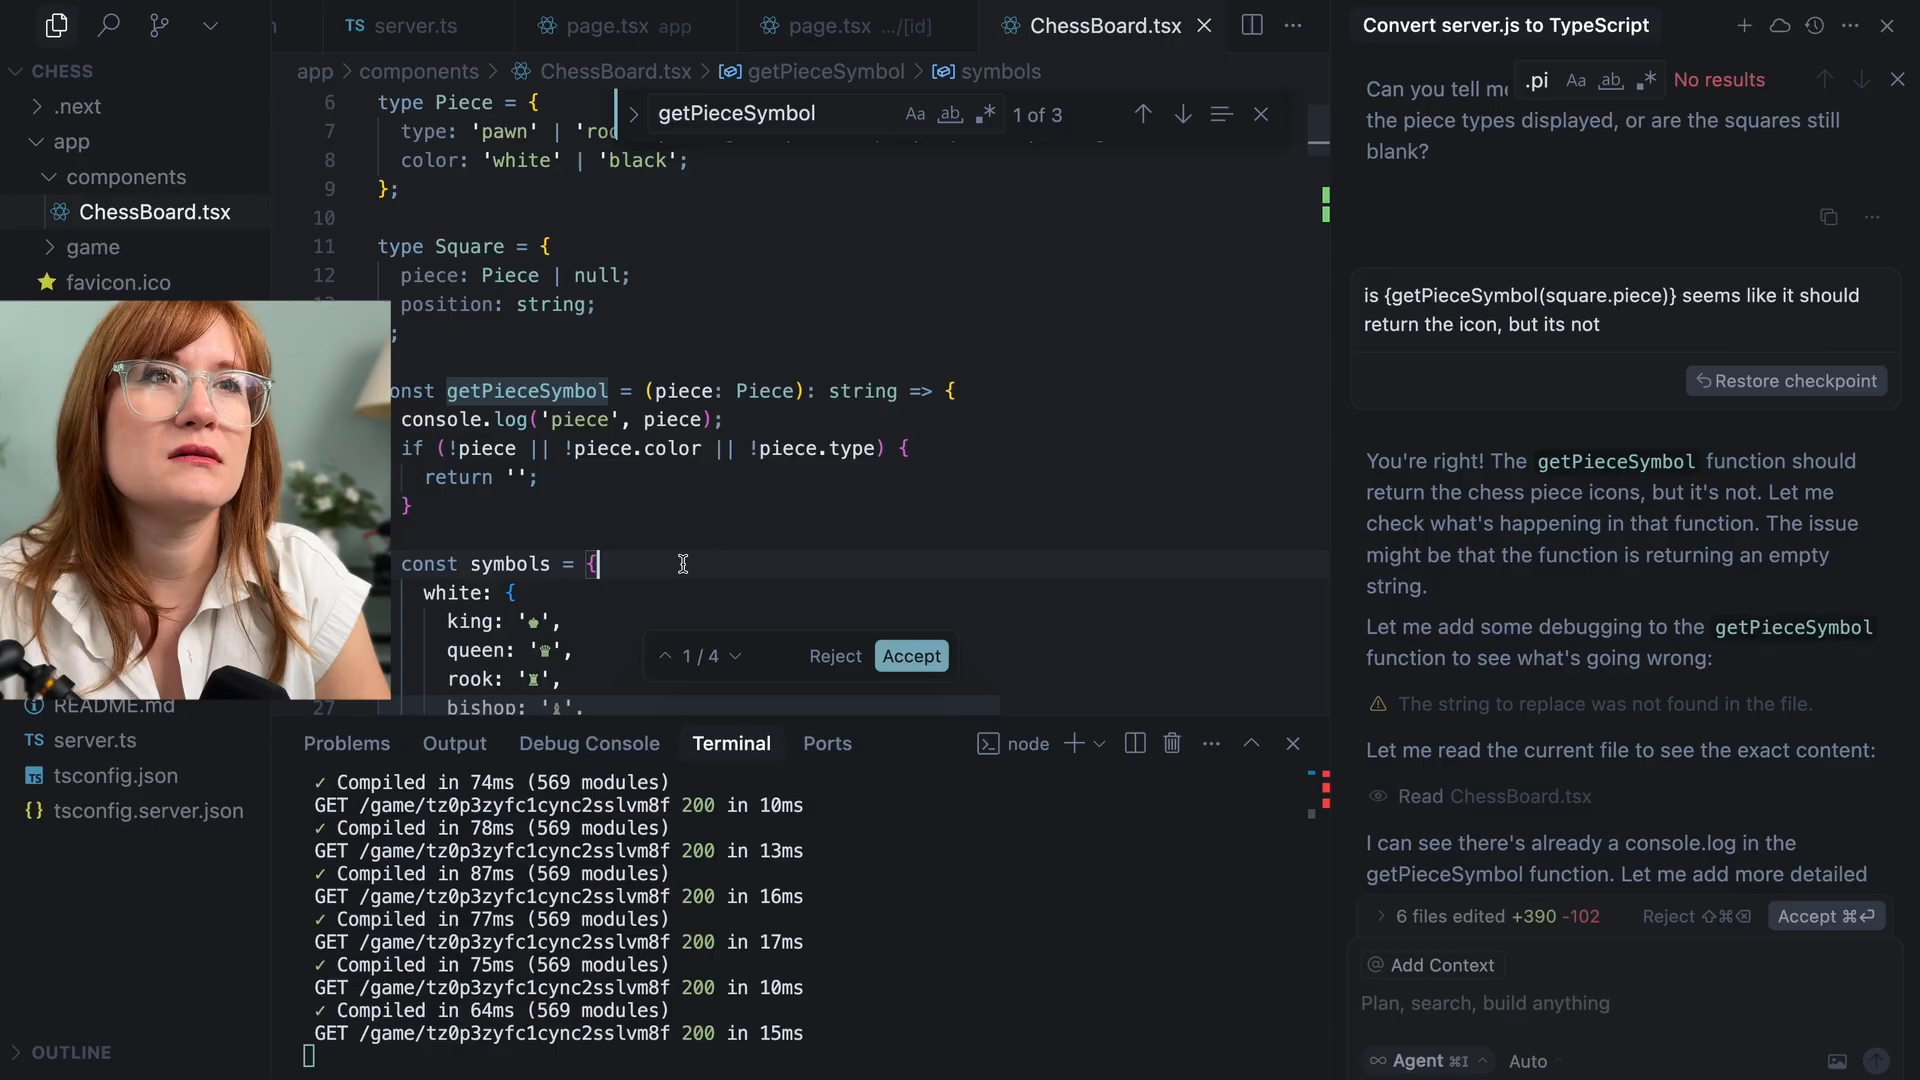 TS server.ts
page.tsx app
page.tsx .../[id]
ChessBoard.tsx
CHESS
.next
app
components
ChessBoard.tsx
game
favicon.ico
README.md
TS server.ts
tsconfig.json
{} tsconfig.server.json
OUTLINE
app > components > ChessBoard.tsx > getPieceSymbol > symbols
getPieceSymbol Aa ab 1 of 3
6 type Piece = {
7 type: 'pawn' |
8 color: 'white' | 'black';
9 };
10
11 type Square = {
12 piece: Piece | null;
position: string;
;
onst getPieceSymbol = (piece: Piece): string => {
console.log('piece', piece);
if (!piece || !piece.color || !piece.type) {
return '';
}
const symbols = {
white: {
king: '♚',
queen: '♛',
rook: '♜',
27 bishop: '♝',
1 / 4 Reject Accept
Problems Output Debug Console Terminal Ports
node
✓ Compiled in 74ms (569 modules)
GET /game/tz0p3zyfc1cync2sslvm8f 200 in 10ms
✓ Compiled in 78ms (569 modules)
GET /game/tz0p3zyfc1cync2sslvm8f 200 in 13ms
✓ Compiled in 87ms (569 modules)
GET /game/tz0p3zyfc1cync2sslvm8f 200 in 16ms
✓ Compiled in 77ms (569 modules)
GET /game/tz0p3zyfc1cync2sslvm8f 200 in 17ms
✓ Compiled in 75ms (569 modules)
GET /game/tz0p3zyfc1cync2sslvm8f 200 in 10ms
✓ Compiled in 64ms (569 modules)
GET /game/tz0p3zyfc1cync2sslvm8f 200 in 15ms
Convert server.js to TypeScript
.pi Aa ab No results
Can you tell me
the piece types displayed, or are the squares still
blank?
is {getPieceSymbol(square.piece)} seems like it should
return the icon, but its not
Restore checkpoint
You're right! The getPieceSymbol function should
return the chess piece icons, but it's not. Let me
check what's happening in that function. The issue
might be that the function is returning an empty
string.
Let me add some debugging to the getPieceSymbol
function to see what's going wrong:
The string to replace was not found in the file.
Let me read the current file to see the exact content:
Read ChessBoard.tsx
I can see there's already a console.log in the
getPieceSymbol function. Let me add more detailed
6 files edited +390 -102 Reject ⇧⌘⌫ Accept ⌘⏎
@ Add Context
Plan, search, build anything
∞ Agent ⌘I Auto